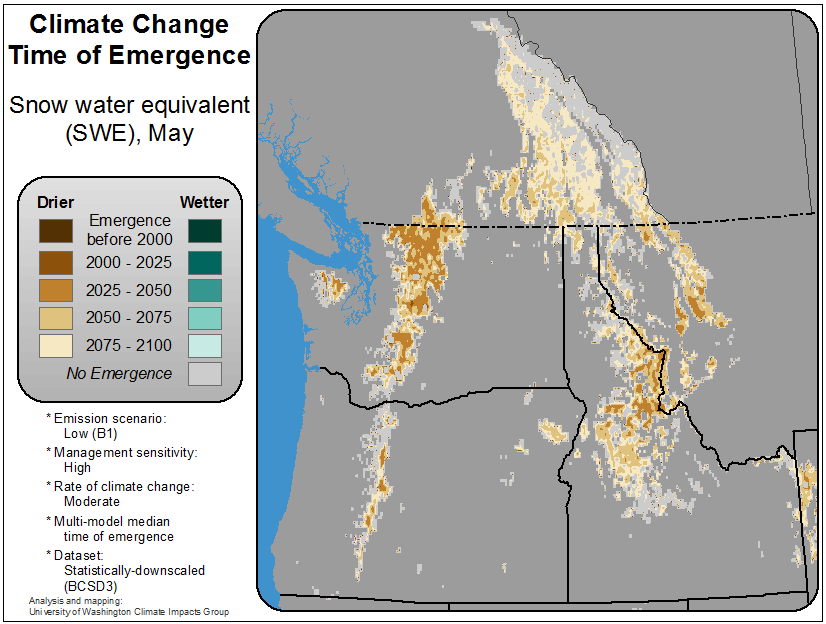 Climate Change
Time of Emergence
Snow water equivalent
(SWE), May
Drier Wetter
Emergence
before 2000
2000 - 2025
2025 - 2050
2050 - 2075
2075 - 2100
No Emergence
* Emission scenario:
Low (B1)
* Management sensitivity:
High
* Rate of climate change:
Moderate
* Multi-model median
time of emergence
* Dataset:
Statistically-downscaled
(BCSD3)
Analysis and mapping:
University of Washington Climate Impacts Group